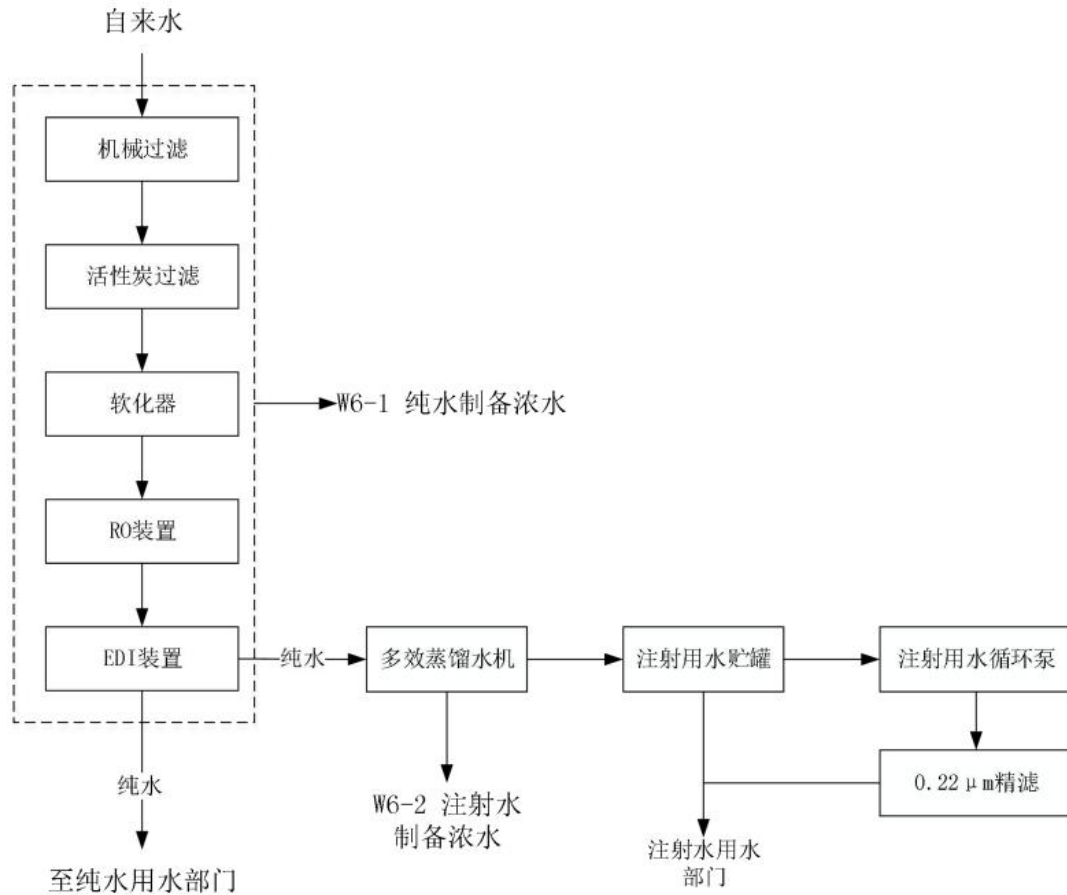 自来水
机械过滤
活性炭过滤
软化器
W6-1 纯水制备浓水
RO装置
EDI装置
纯水
多效蒸馏水机
注射用水贮罐
注射用水循环泵
纯水
W6-2 注射水
制备浓水
0.22μm精滤
注射水用水
部门
至纯水用水部门